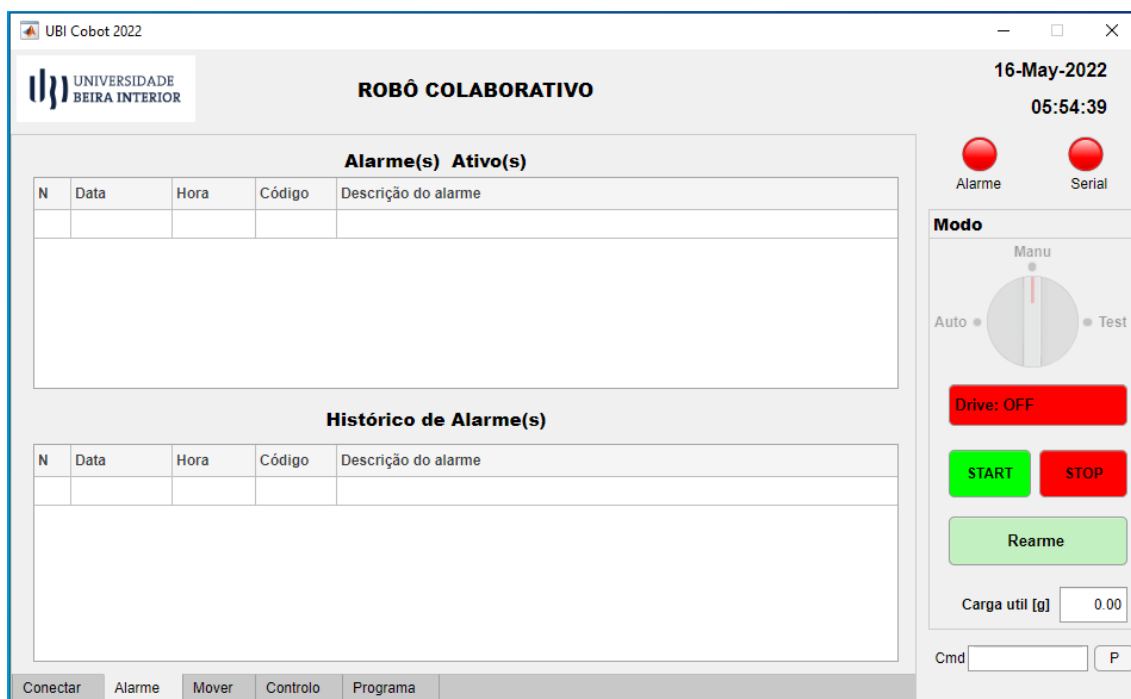 UBI Cobot 2022
UNIVERSIDADE
BEIRA INTERIOR
ROBÔ COLABORATIVO
16-May-2022
05:54:39
Alarme Serial
Alarme(s) Ativo(s)
N Data Hora Código Descrição do alarme
Histórico de Alarme(s)
N Data Hora Código Descrição do alarme
Modo
Manu
Auto Test
Drive: OFF
START STOP
Rearme
Carga util [g] 0.00
Cmd P
Conectar Alarme Mover Controlo Programa